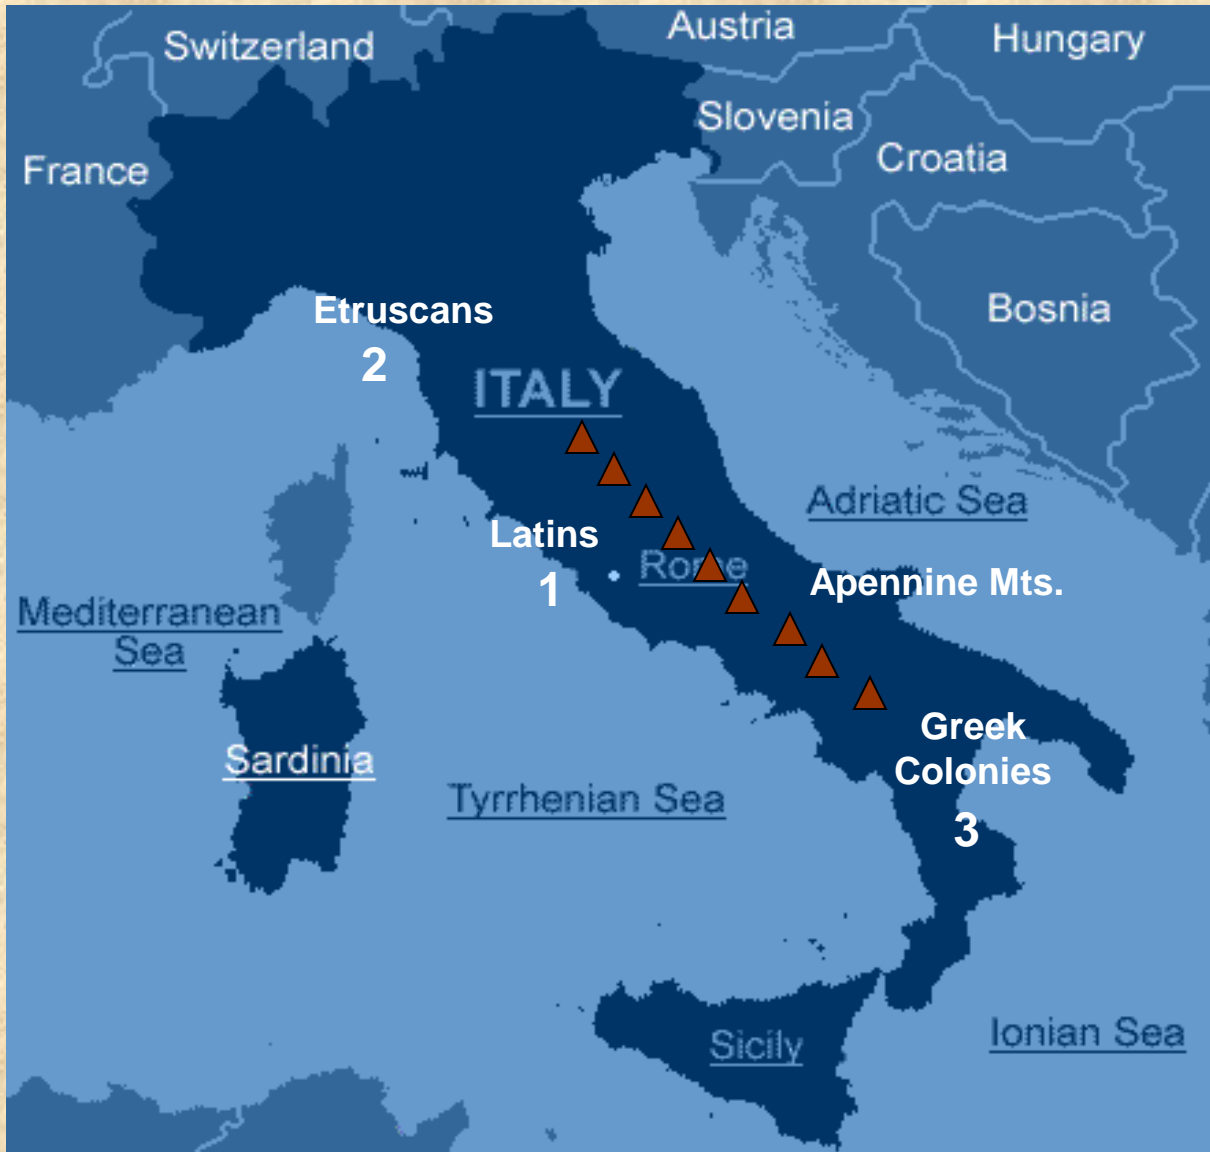 Austria
Hungary
Switzerland
Slovenia
Croatia
France
Bosnia
Etruscans
2
ITALY
Adriatic Sea
Latins
1
Rome
Apennine Mts.
Mediterranean
Sea
Greek
Colonies
3
Sardinia
Tyrrhenian Sea
Sicily
Ionian Sea